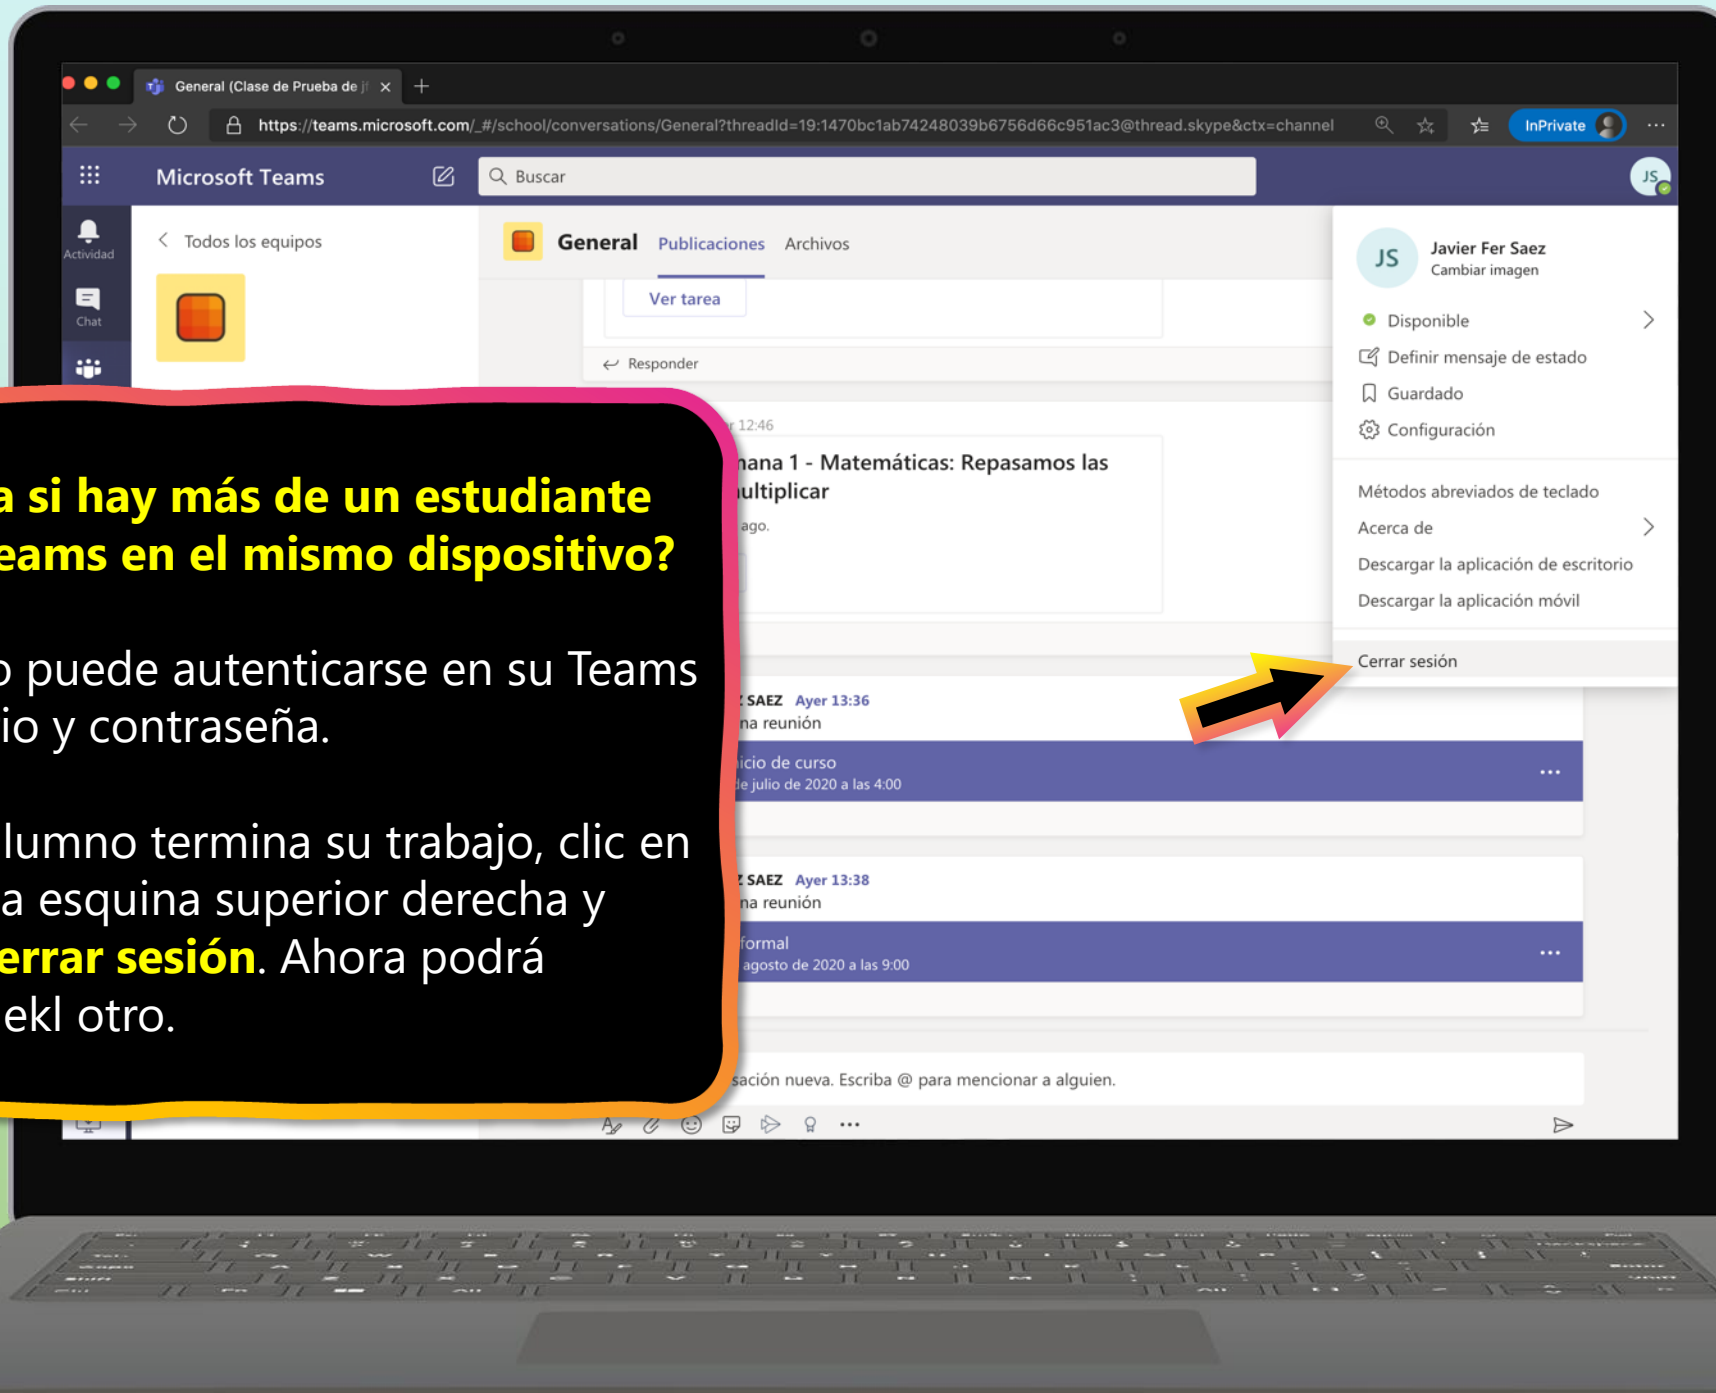 General (Clase de Prueba de jf
https://teams.microsoft.com/_#/school/conversations/General?threadId=19:1470bc1ab74248039b6756d66c951ac3@thread.skype&ctx=channel
InPrivate
Microsoft Teams
Buscar
JS
Actividad
Chat
Todos los equipos
General Publicaciones Archivos
Ver tarea
Responder
12:46
mana 1 - Matemáticas: Repasamos las
ultiplicar
ago.
SAEZ Ayer 13:36
na reunión
icio de curso
de julio de 2020 a las 4:00
SAEZ Ayer 13:38
na reunión
formal
agosto de 2020 a las 9:00
sación nueva. Escriba @ para mencionar a alguien.
JS
Javier Fer Saez
Cambiar imagen
Disponible
Definir mensaje de estado
Guardado
Configuración
Métodos abreviados de teclado
Acerca de
Descargar la aplicación de escritorio
Descargar la aplicación móvil
Cerrar sesión
a si hay más de un estudiante
eams en el mismo dispositivo?
o puede autenticarse en su Teams
io y contraseña.
lumno termina su trabajo, clic en
a esquina superior derecha y
errar sesión. Ahora podrá
ekl otro.